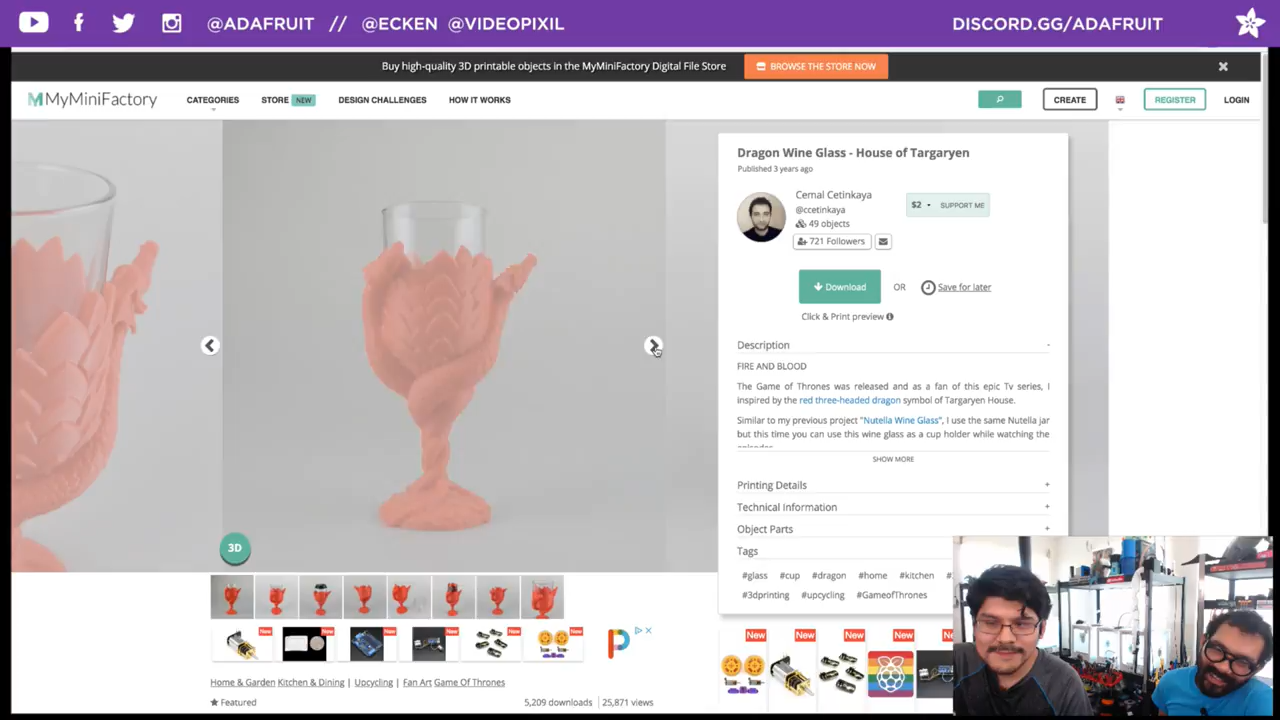 @ADAFRUIT // @ECKEN @VIDEOPIXIL
DISCORD.GG/ADAFRUIT
Buy high-quality 3D printable objects in the MyMiniFactory Digital File Store
BROWSE THE STORE NOW
MyMiniFactory
CATEGORIES
STORE NEW
DESIGN CHALLENGES
HOW IT WORKS
CREATE
REGISTER
LOGIN
Dragon Wine Glass - House of Targaryen
Published 3 years ago
Cemal Cetinkaya
@ccetinkaya
49 objects
721 Followers
$2
SUPPORT ME
Download
OR
Save for later
Click & Print preview
Description -
FIRE AND BLOOD
The Game of Thrones was released and as a fan of this epic Tv series, I
inspired by the red three-headed dragon symbol of Targaryen House.
Similar to my previous project "Nutella Wine Glass", I use the same Nutella jar
but this time you can use this wine glass as a cup holder while watching the
SHOW MORE
Printing Details +
Technical Information +
Object Parts +
Tags
#glass #cup #dragon #home #kitchen
#3dprinting #upcycling #GameofThrones
3D
New New New New New New
New New New New
Home & Garden Kitchen & Dining | Upcycling | Fan Art Game Of Thrones
Featured
5,209 downloads | 25,871 views